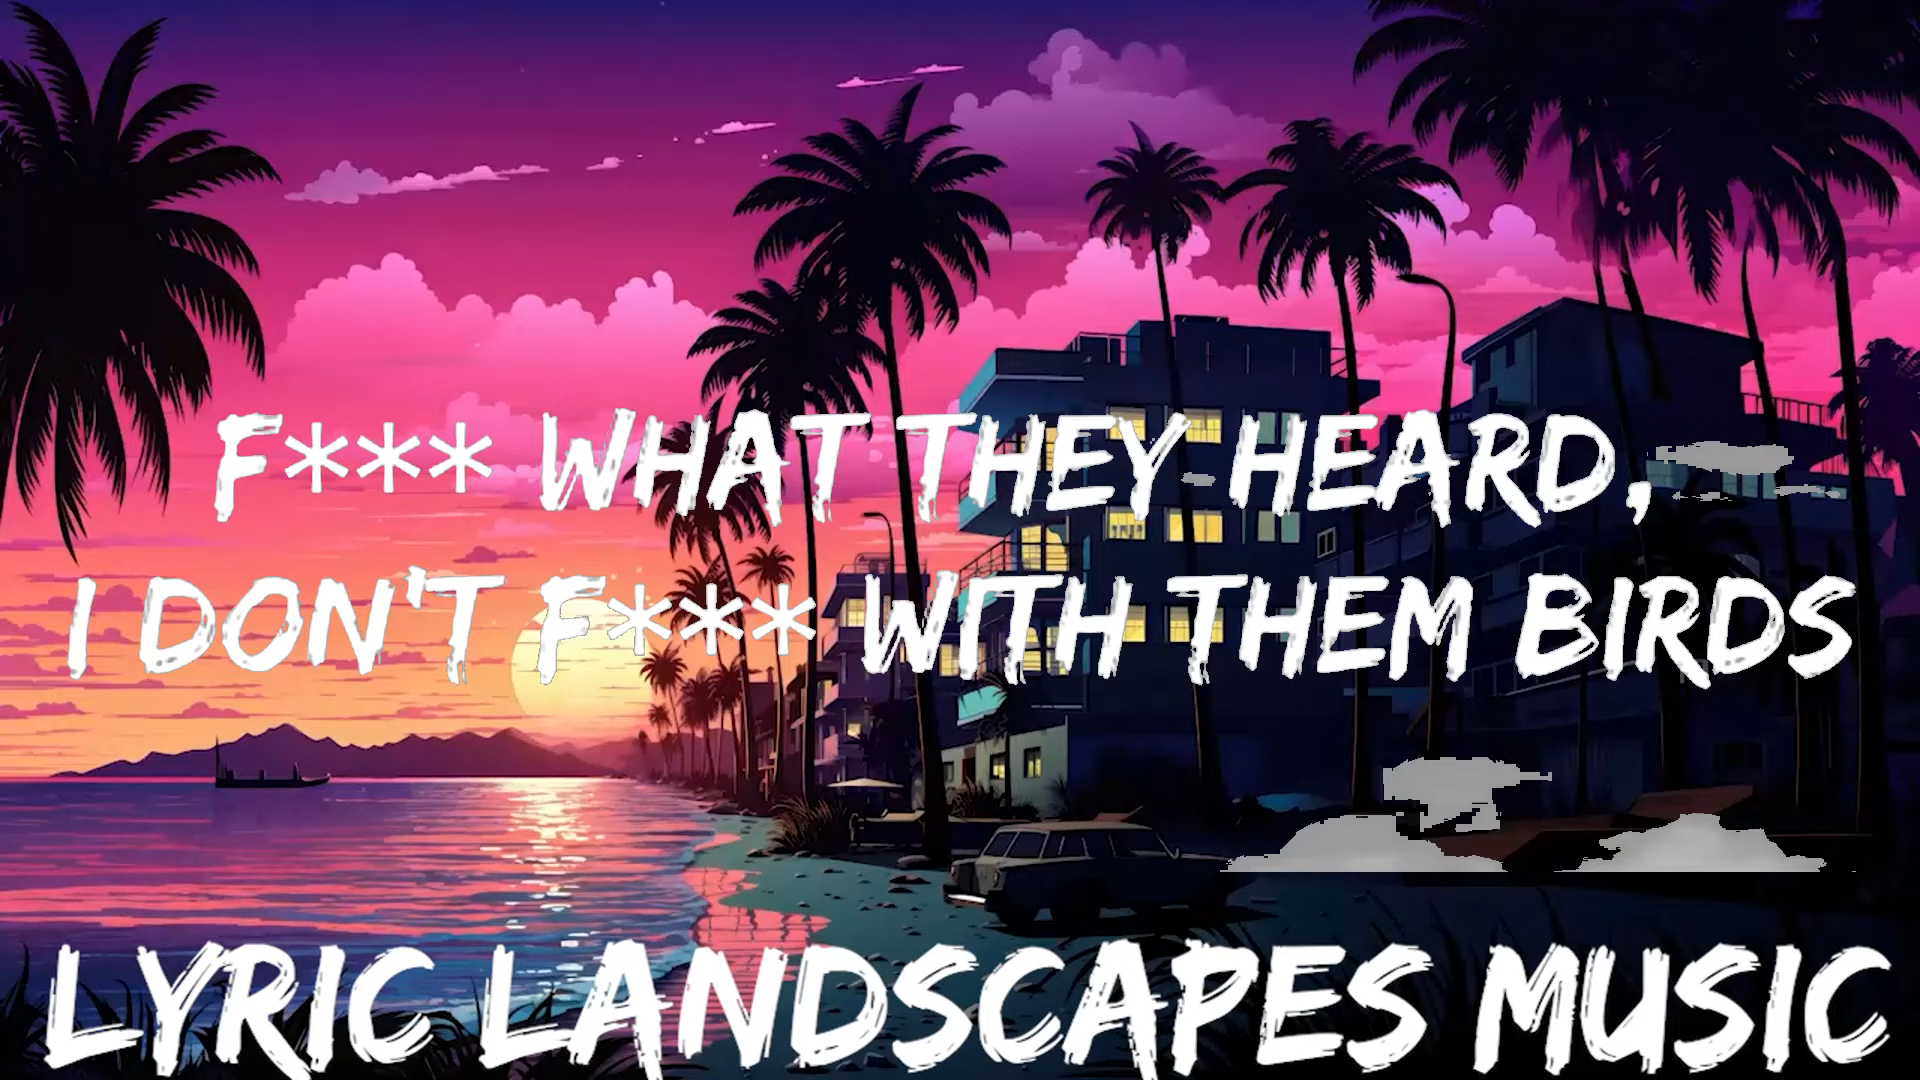 F*** WHAT THEY HEARD,
I DON'T F*** WITH THEM BIRDS
LYRIC LANDSCAPES MUSIC